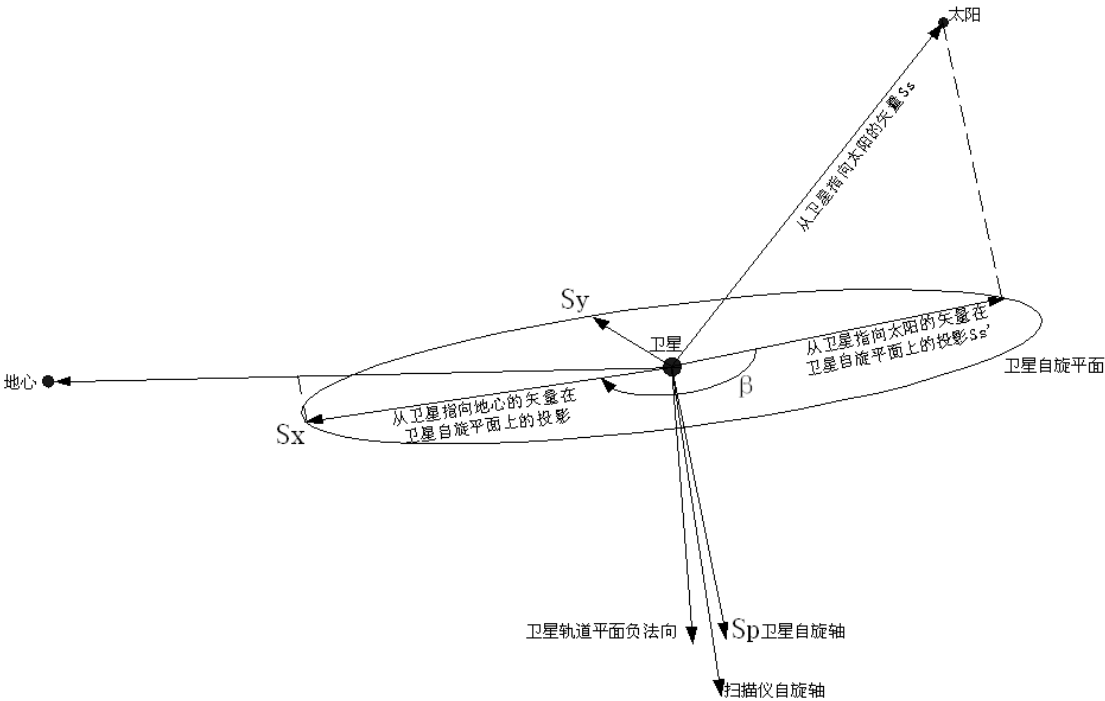 太阳
从卫星指向太阳的矢量Ss
Sy
卫星
从卫星指向太阳的矢量在
卫星自旋平面上的投影Ss'
卫星自旋平面
地心
β
从卫星指向地心的矢量在
卫星自旋平面上的投影
Sx
卫星轨道平面负法向
Sp卫星自旋轴
扫描仪自旋轴